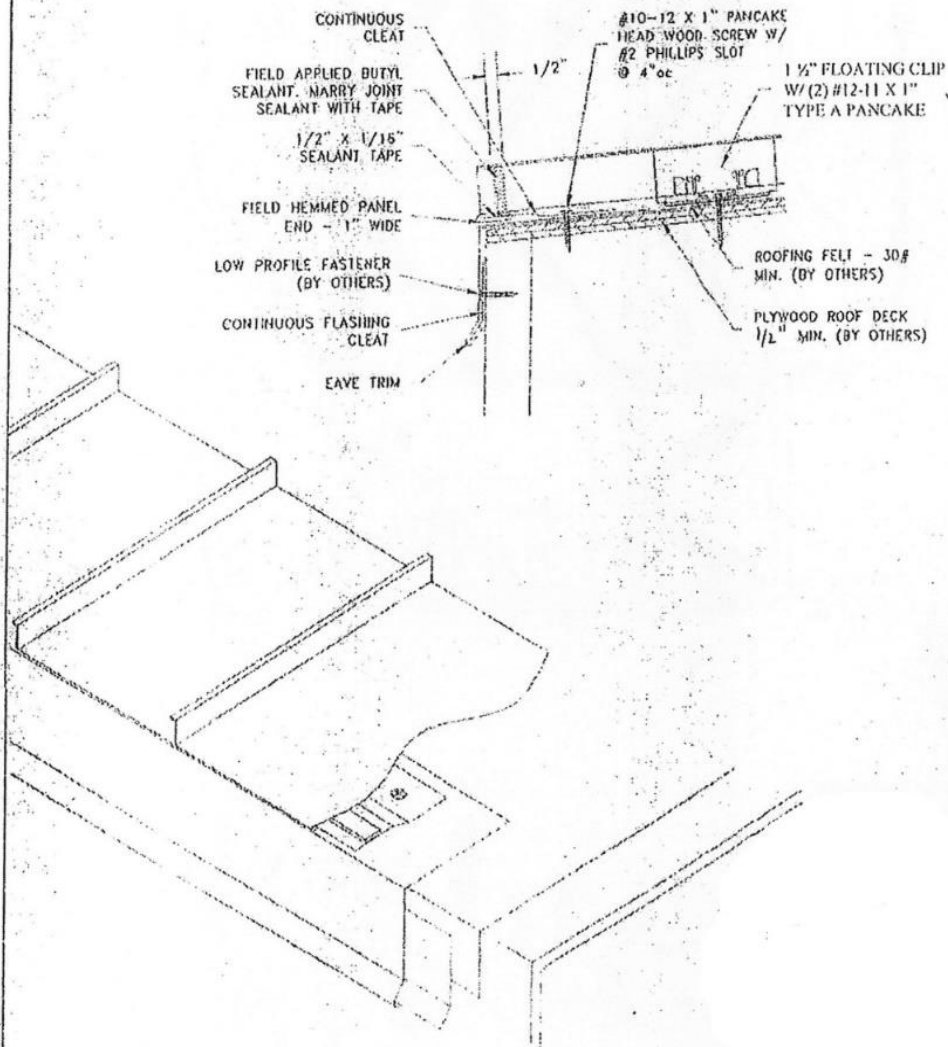 CONTINUOUS
CLEAT
FIELD APPLIED BUTYL
SEALANT. MARRY JOINT
SEALANT WITH TAPE
1/2" X 1/16"
SEALANT TAPE
FIELD HEMMED PANEL
END - 1" WIDE
LOW PROFILE FASTENER
(BY OTHERS)
CONTINUOUS FLASHING
CLEAT
EAVE TRIM
1/2"
#10-12 X 1" PANCAKE
HEAD WOOD SCREW W/
#2 PHILLIPS SLOT
@ 4"oc
1 ½" FLOATING CLIP
W/ (2) #12-11 X 1"
TYPE A PANCAKE
ROOFING FELT - 30#
MIN. (BY OTHERS)
PLYWOOD ROOF DECK
1/2" MIN. (BY OTHERS)